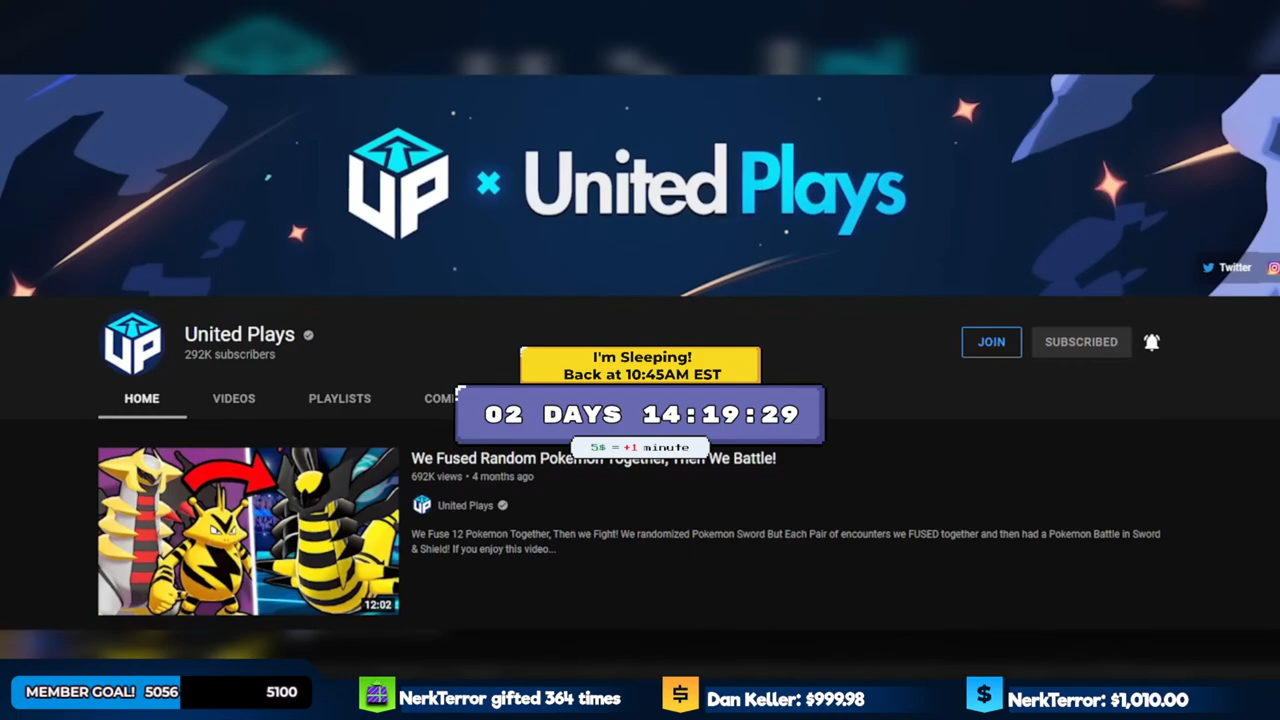 UP × United Plays
Twitter
United Plays
292K subscribers
JOIN
SUBSCRIBED
I'm Sleeping!
Back at 10:45AM EST
HOME
VIDEOS
PLAYLISTS
02 DAYS 14:19:29
5$ = +1 minute
We Fused Random Pokemon Together, Then We Battle!
692K views • 4 months ago
UP United Plays
We Fuse 12 Pokemon Together, Then we Fight! We randomized Pokemon Sword But Each Pair of encounters we FUSED together and then had a Pokemon Battle in Sword
& Shield! If you enjoy this video...
12:02
MEMBER GOAL! 5056
5100
NerkTerror gifted 364 times
Dan Keller: $999.98
NerkTerror: $1,010.00